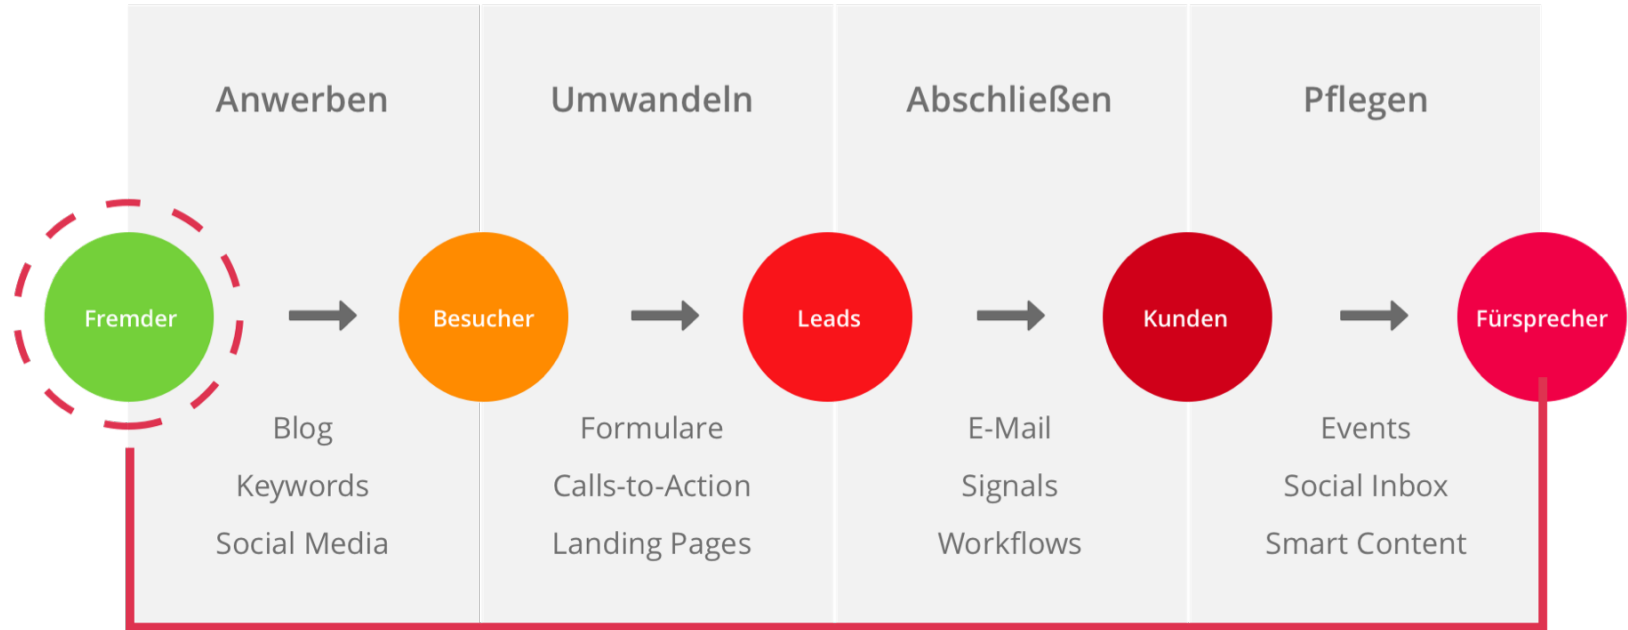 Anwerben
Umwandeln
Abschließen
Pflegen
Fremder
Besucher
Leads
Kunden
Fürsprecher
Blog
Formulare
E-Mail
Events
Keywords
Calls-to-Action
Signals
Social Inbox
Social Media
Landing Pages
Workflows
Smart Content